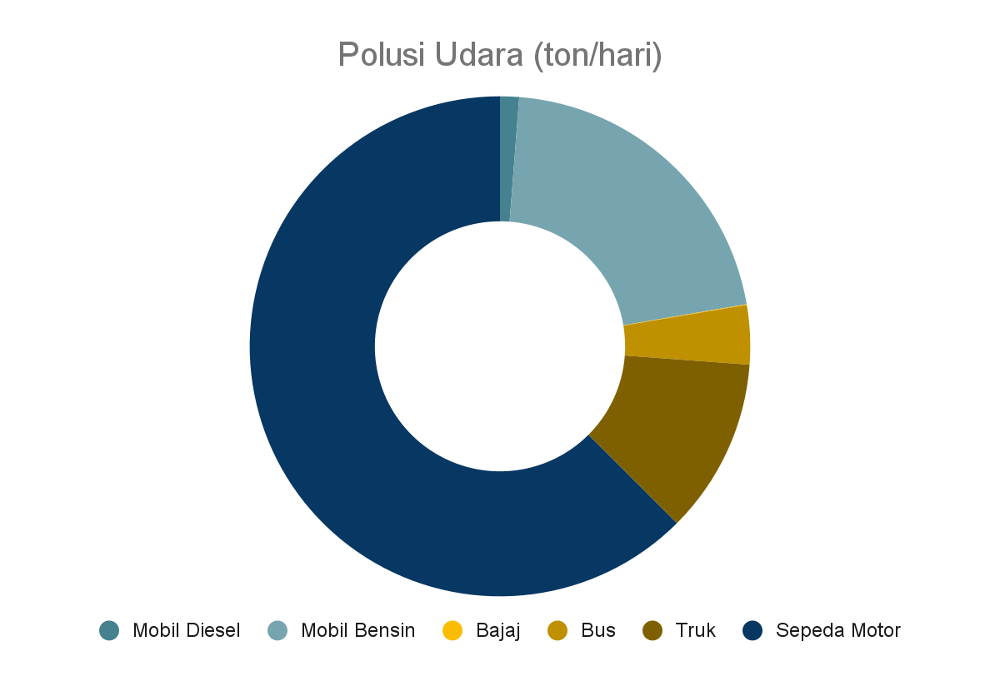 Polusi Udara (ton/hari)
Mobil Diesel Mobil Bensin Bajaj Bus Truk Sepeda Motor